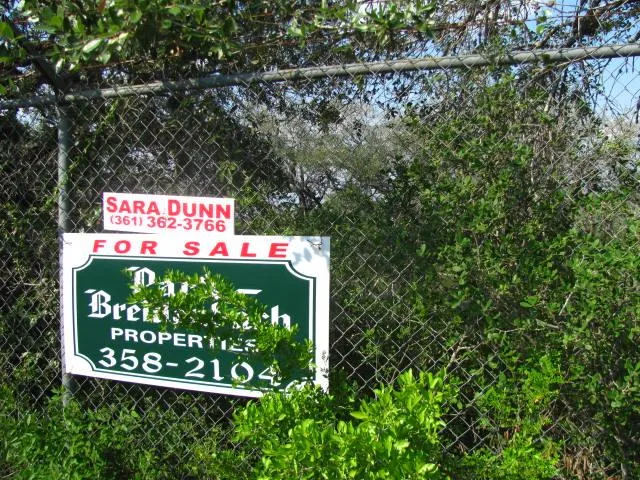 SARA DUNN
(361) 362-3766
FOR SALE
PROPERTIES
358-2104